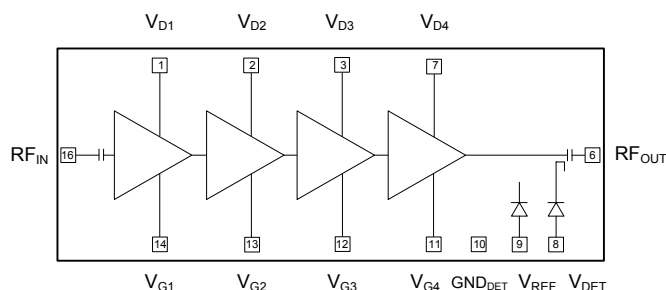 VD1 VD2 VD3 VD4
1 2 3 7
RFIN 16 6 RFOUT
14 13 12 11 10 9 8
VG1 VG2 VG3 VG4 GNDDET VREF VDET